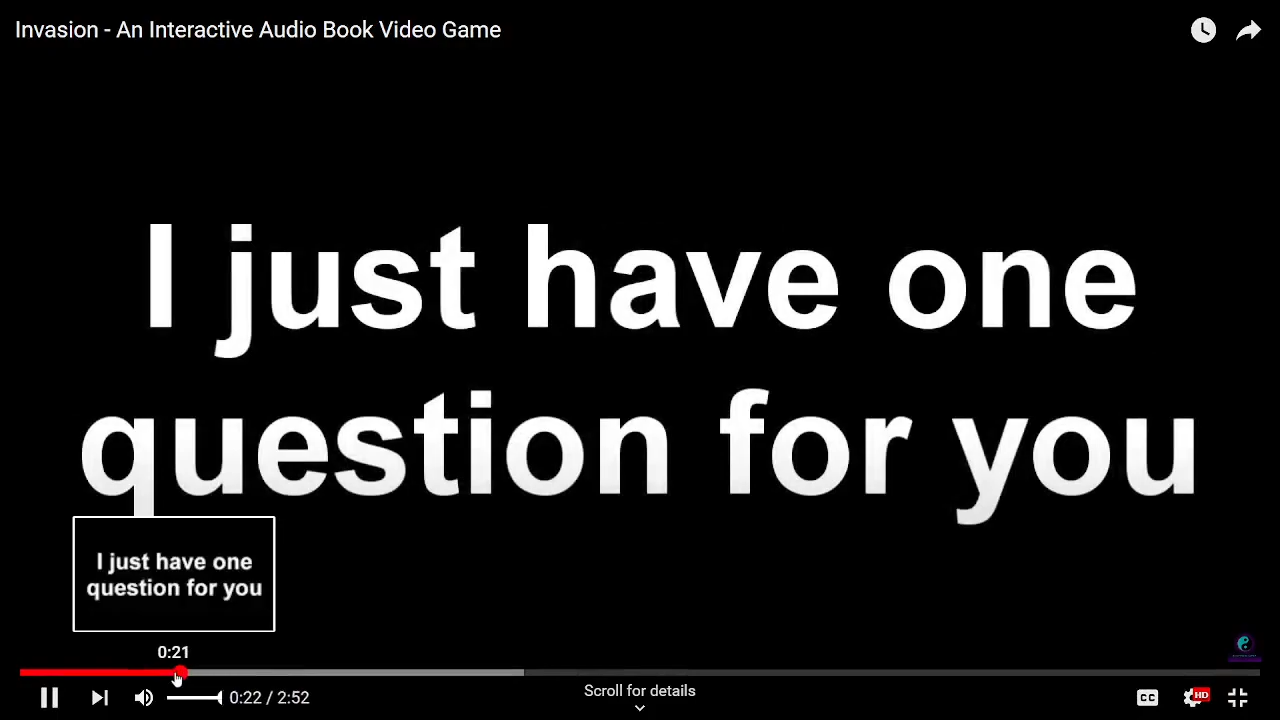 Invasion - An Interactive Audio Book Video Game
I just have one
question for you
I just have one
question for you
0:21
0:22 / 2:52
Scroll for details
CC
HD